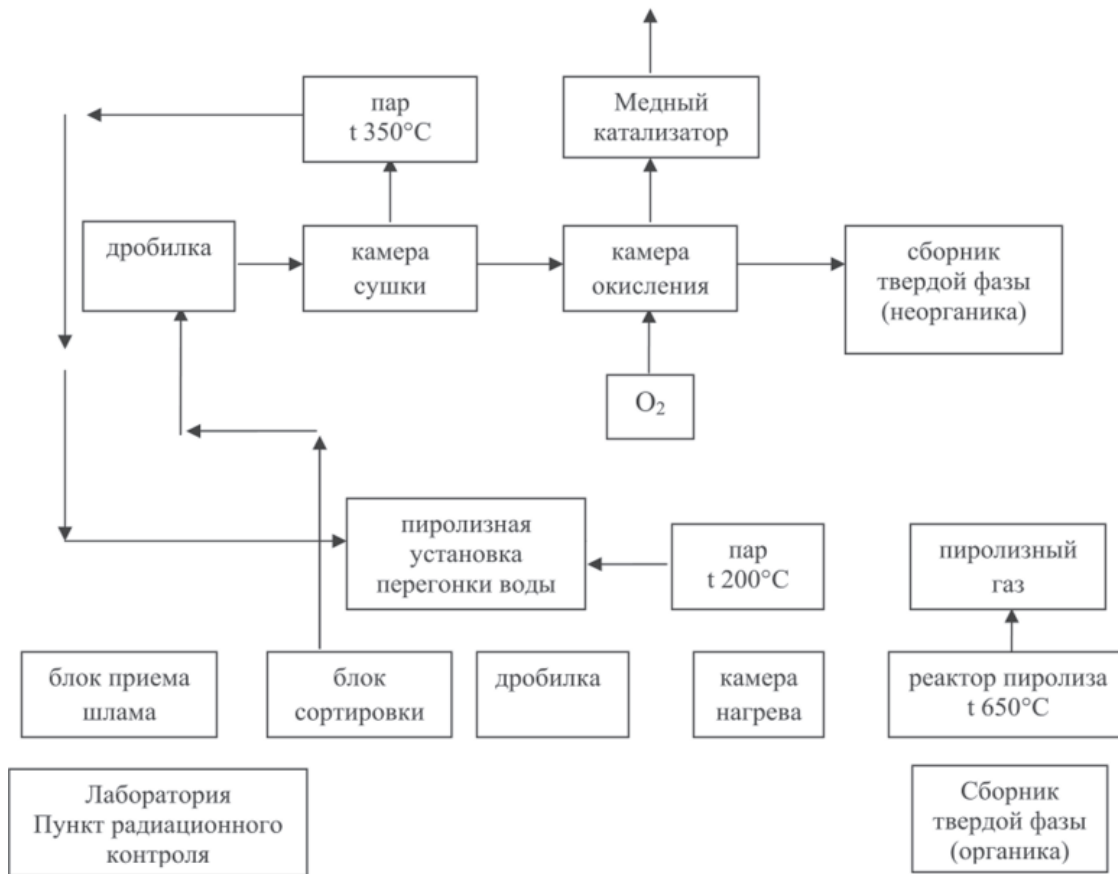 пар
t 350°C
Медный
катализатор
дробилка
камера
сушки
камера
окисления
сборник
твердой фазы
(неорганика)
O₂
пиролизная
установка
перегонки воды
пар
t 200°C
пиролизный
газ
блок приема
шлама
блок
сортировки
дробилка
камера
нагрева
реактор пиролиза
t 650°C
Лаборатория
Пункт радиационного
контроля
Сборник
твердой фазы
(органика)